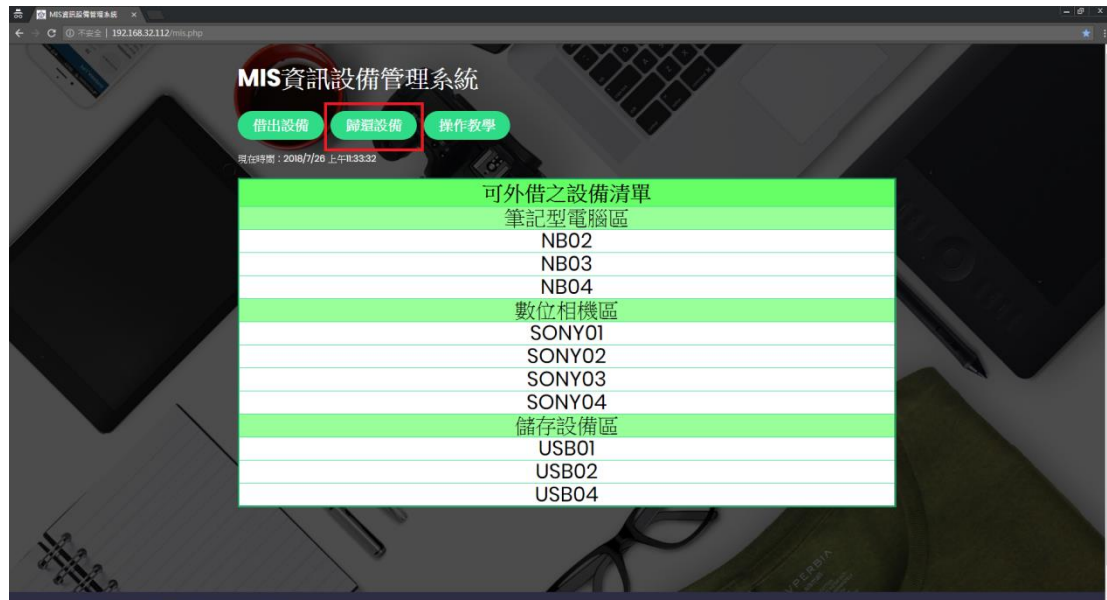 MIS資訊設備管理系統
不安全 | 192.168.32.112/mis.php
MIS資訊設備管理系統
借出設備 歸還設備 操作教學
現在時間：2018/7/26 上午11:33:32
可外借之設備清單
筆記型電腦區
NB02
NB03
NB04
數位相機區
SONY01
SONY02
SONY03
SONY04
儲存設備區
USB01
USB02
USB04